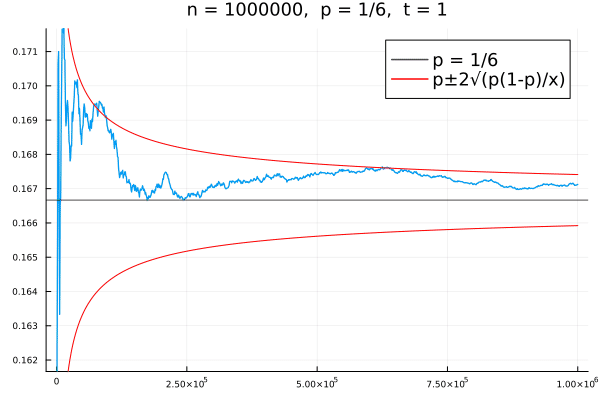 n = 1000000,  p = 1/6,  t = 1
p = 1/6
p±2√(p(1-p)/x)
0.171
0.170
0.169
0.168
0.167
0.166
0.165
0.164
0.163
0.162
0 2.50×10⁵ 5.00×10⁵ 7.50×10⁵ 1.00×10⁶